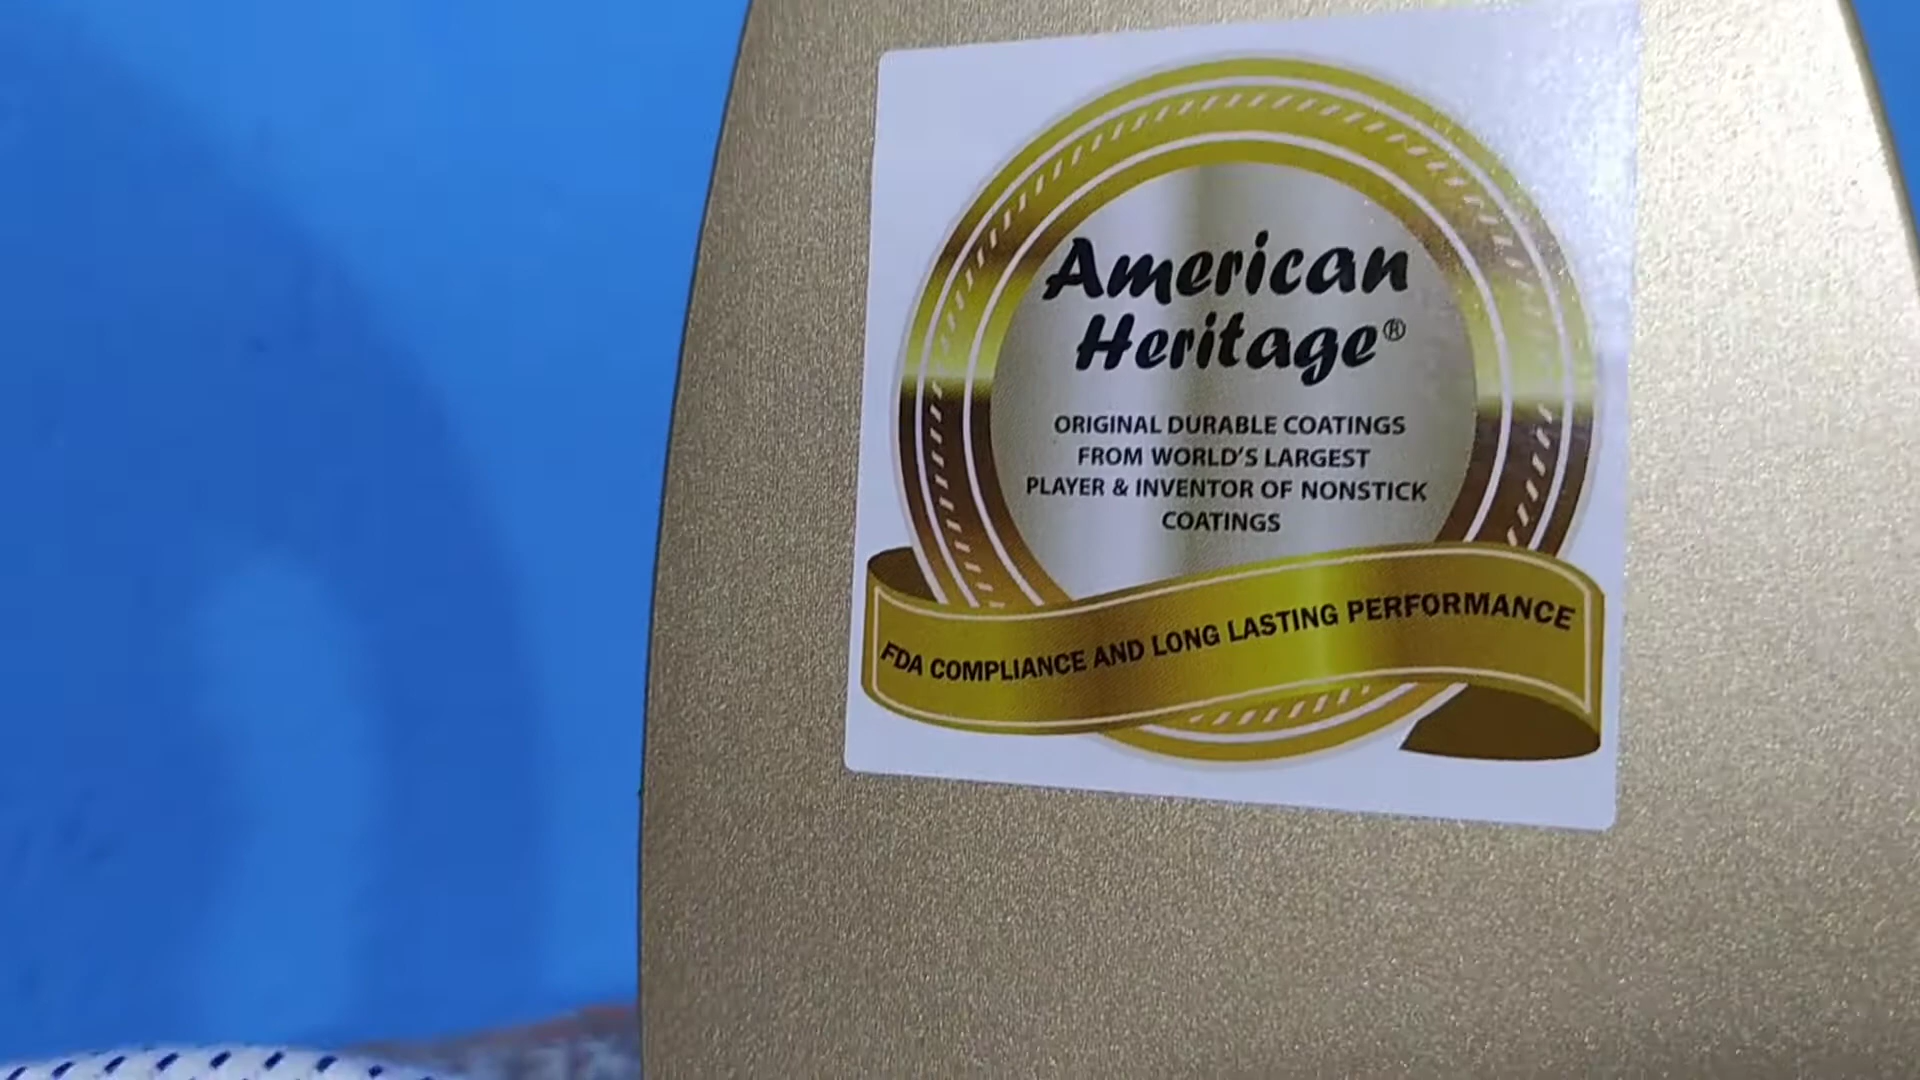 American
Heritage®
ORIGINAL DURABLE COATINGS
FROM WORLD'S LARGEST
PLAYER & INVENTOR OF NONSTICK
COATINGS
FDA COMPLIANCE AND LONG LASTING PERFORMANCE